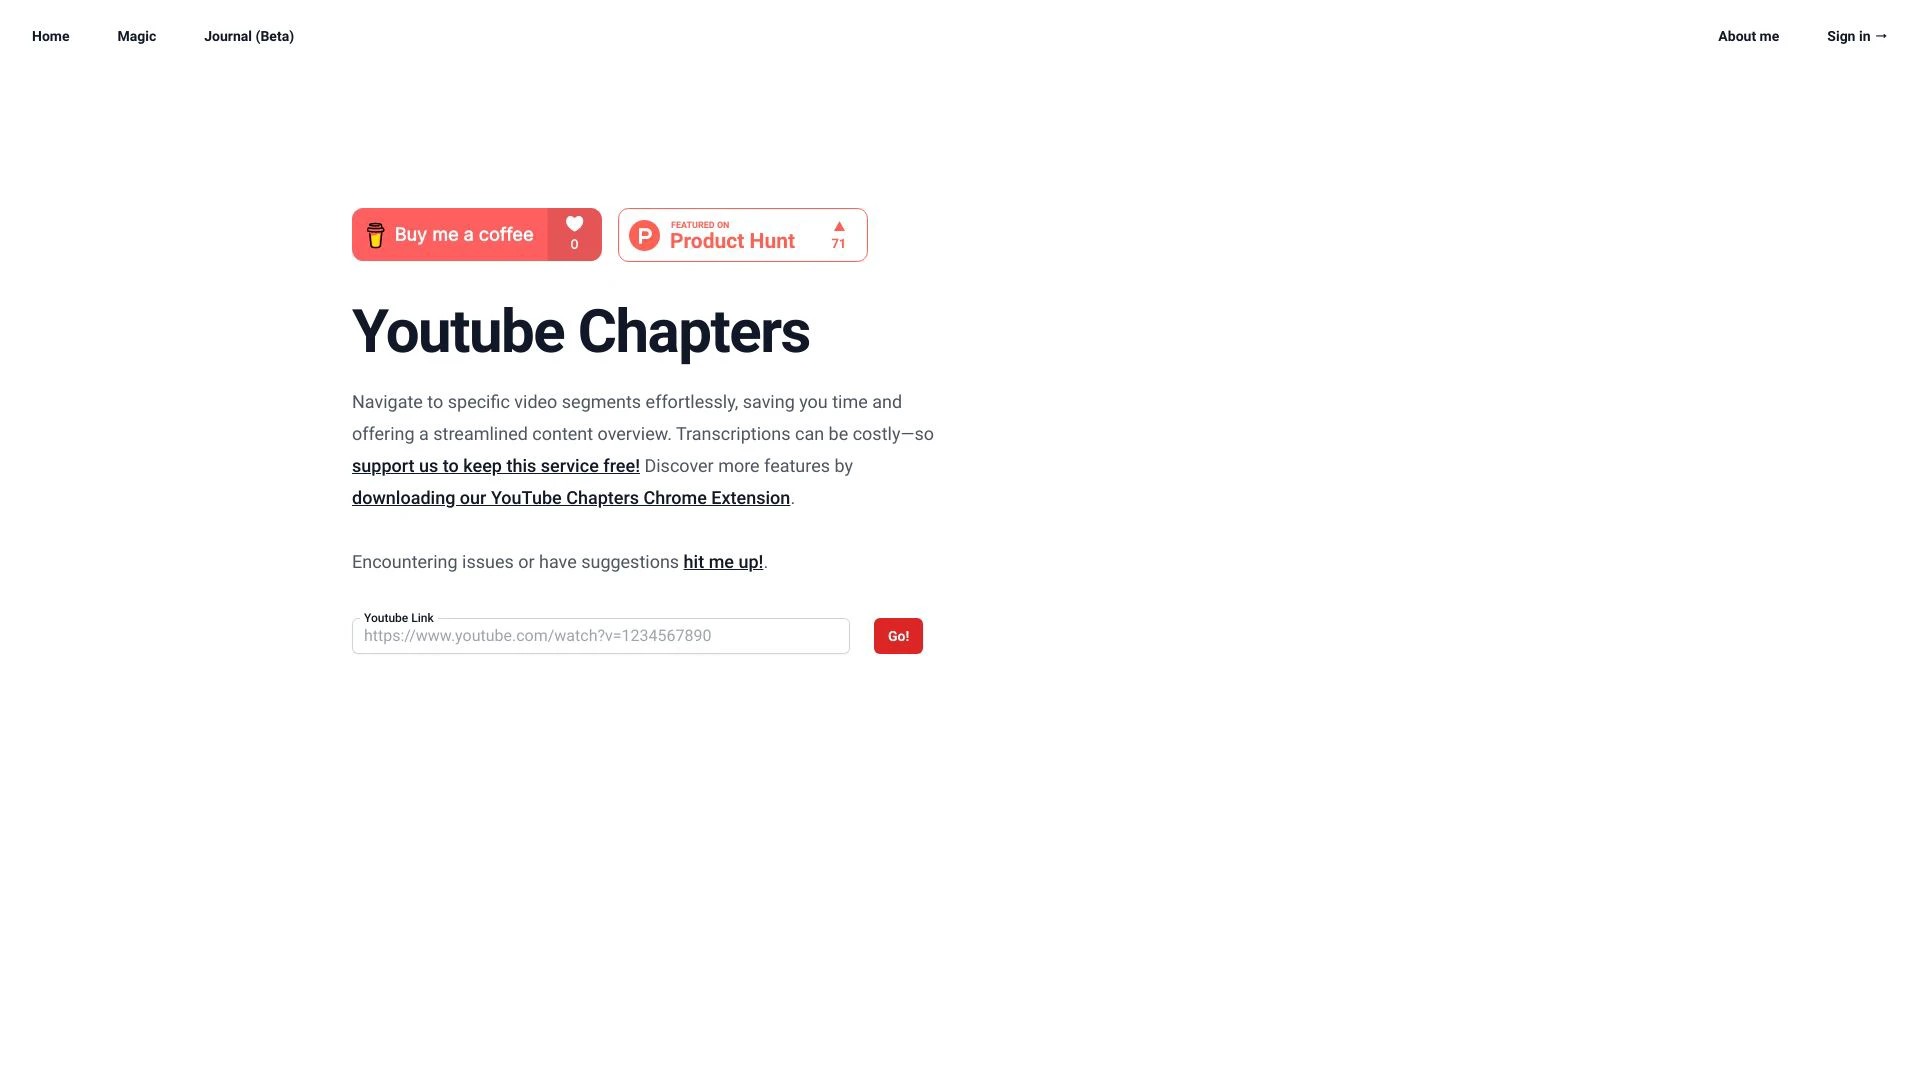 Home
Magic
Journal (Beta)
About me
Sign in →
Buy me a coffee
0
FEATURED ON
P
Product Hunt
71
Youtube Chapters
Navigate to specific video segments effortlessly, saving you time and
offering a streamlined content overview. Transcriptions can be costly—so
support us to keep this service free! Discover more features by
downloading our YouTube Chapters Chrome Extension.
Encountering issues or have suggestions hit me up!.
Youtube Link
https://www.youtube.com/watch?v=1234567890
Go!